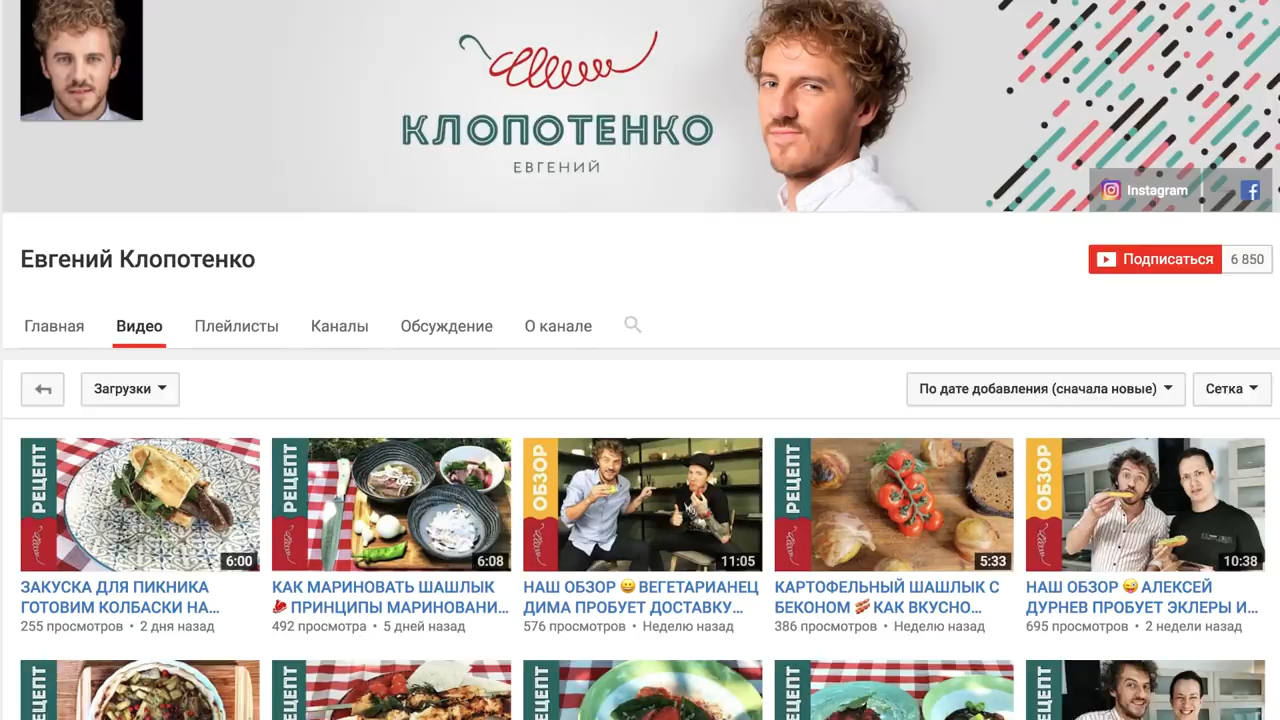 КЛОПОТЕНКО
ЕВГЕНИЙ
Instagram
Евгений Клопотенко
Подписаться 6 850
Главная Видео Плейлисты Каналы Обсуждение О канале
Загрузки По дате добавления (сначала новые) Сетка
РЕЦЕПТ РЕЦЕПТ ОБЗОР РЕЦЕПТ ОБЗОР
6:00 6:08 11:05 5:33 10:38
ЗАКУСКА ДЛЯ ПИКНИКА
ГОТОВИМ КОЛБАСКИ НА...
255 просмотров • 2 дня назад
КАК МАРИНОВАТЬ ШАШЛЫК
🥩 ПРИНЦИПЫ МАРИНОВАНИ...
492 просмотра • 5 дней назад
НАШ ОБЗОР 😀 ВЕГЕТАРИАНЕЦ
ДИМА ПРОБУЕТ ДОСТАВКУ...
576 просмотров • Неделю назад
КАРТОФЕЛЬНЫЙ ШАШЛЫК С
БЕКОНОМ 🥓 КАК ВКУСНО...
386 просмотров • Неделю назад
НАШ ОБЗОР 😜 АЛЕКСЕЙ
ДУРНЕВ ПРОБУЕТ ЭКЛЕРЫ И...
695 просмотров • 2 недели назад
РЕЦЕПТ РЕЦЕПТ РЕЦЕПТ РЕЦЕПТ РЕЦЕПТ